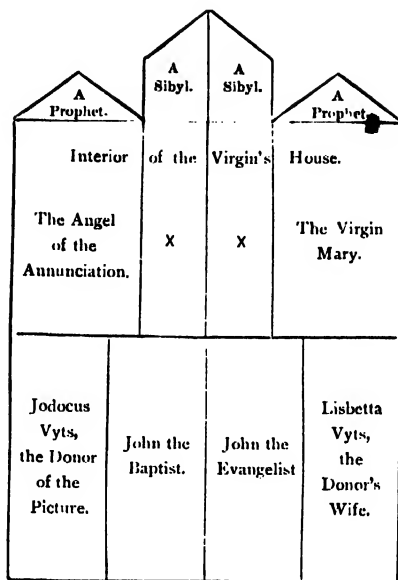 A
Prophet.
A
Sibyl.
A
Sibyl.
A
Prophet
Interior of the Virgin's House.
The Angel
of the
Annunciation.
X
X
The Virgin
Mary.
Jodocus
Vyts,
the Donor
of the
Picture.
John the
Baptist.
John the
Evangelist
Lisbetta
Vyts,
the
Donor's
Wife.